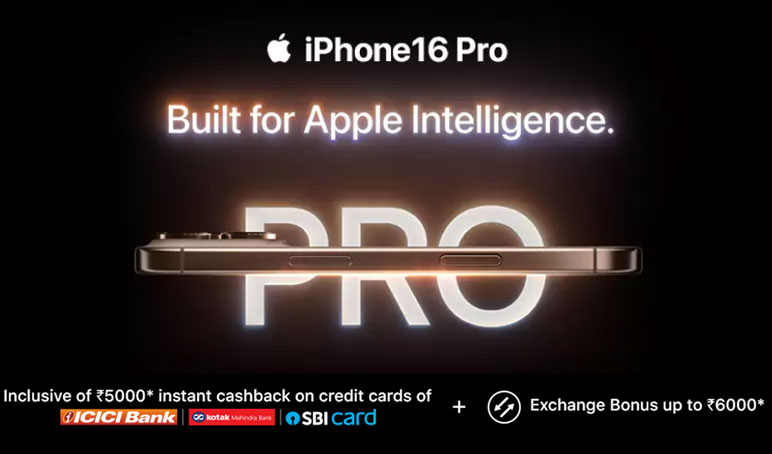 iPhone16 Pro
Built for Apple Intelligence.
PRO
Inclusive of ₹5000* instant cashback on credit cards of
ICICI Bank | kotak Mahindra Bank | SBI card
+ Exchange Bonus up to ₹6000*